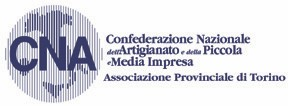 CNA
Confederazione Nazionale
dell'Artigianato e della Piccola
e Media Impresa
Associazione Provinciale di Torino